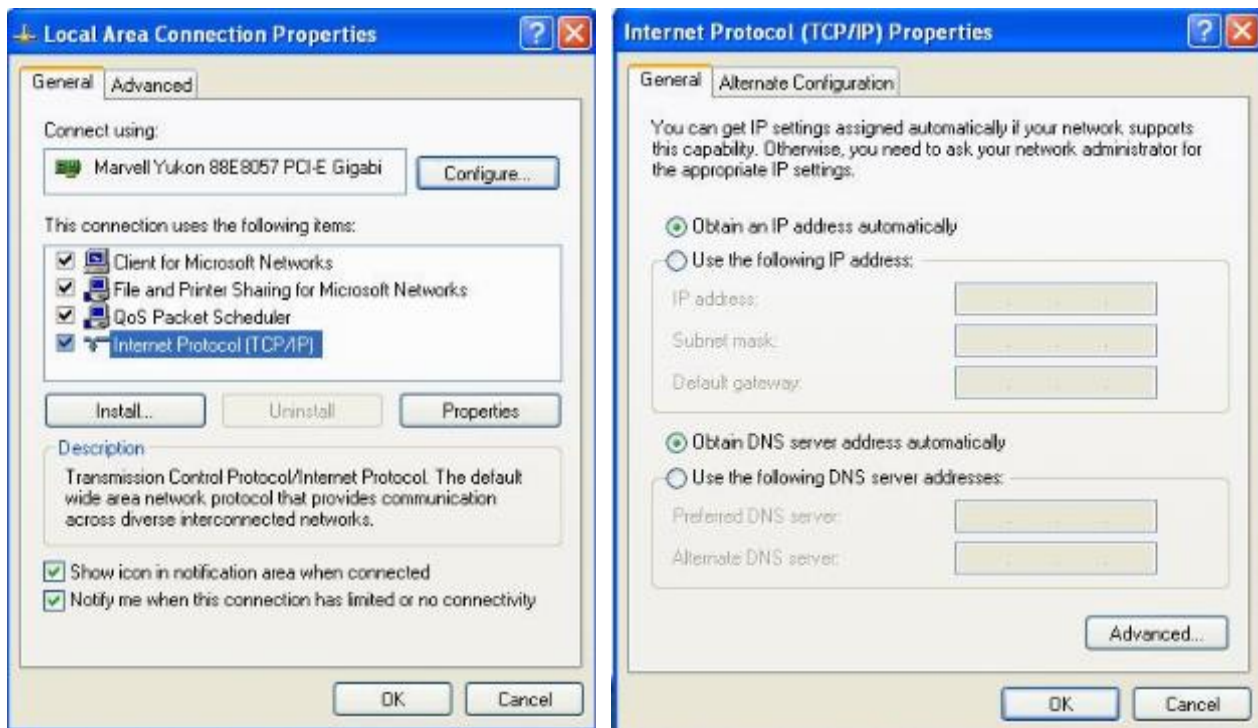 Local Area Connection Properties
General
Advanced
Connect using:
Marvell Yukon 88E8057 PCI-E Gigabi
Configure...
This connection uses the following items:
Client for Microsoft Networks
File and Printer Sharing for Microsoft Networks
QoS Packet Scheduler
Internet Protocol (TCP/IP)
Install...
Uninstall
Properties
Description
Transmission Control Protocol/Internet Protocol. The default
wide area network protocol that provides communication
across diverse interconnected networks.
Show icon in notification area when connected
Notify me when this connection has limited or no connectivity
OK
Cancel
Internet Protocol (TCP/IP) Properties
General
Alternate Configuration
You can get IP settings assigned automatically if your network supports
this capability. Otherwise, you need to ask your network administrator for
the appropriate IP settings.
Obtain an IP address automatically
Use the following IP address:
IP address:
Subnet mask:
Default gateway:
Obtain DNS server address automatically
Use the following DNS server addresses:
Preferred DNS server:
Alternate DNS server:
Advanced...
OK
Cancel